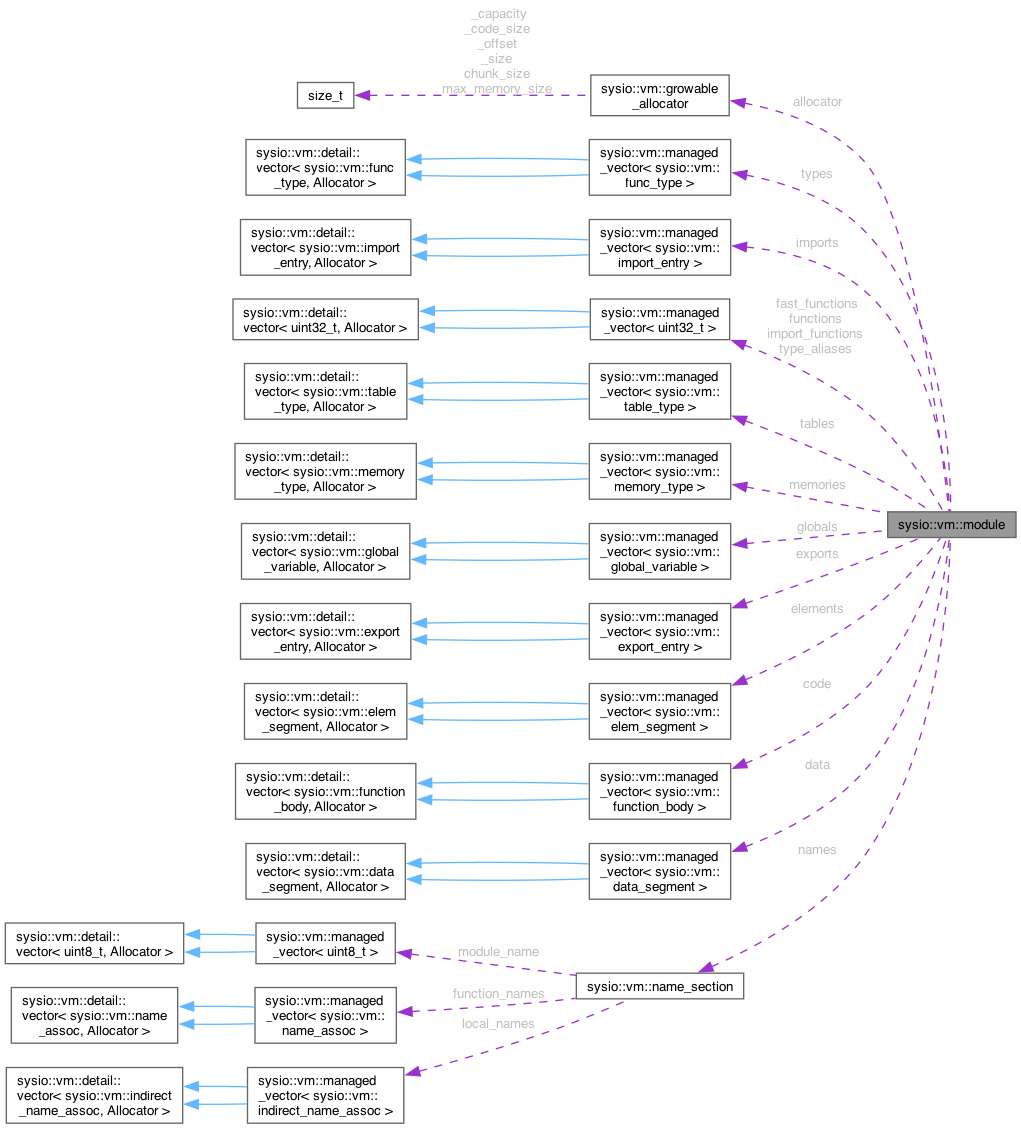 _capacity
_code_size
_offset
_size
chunk_size
max_memory_size
size_t
sysio::vm::growable
_allocator
allocator
sysio::vm::detail::
vector< sysio::vm::func
_type, Allocator >
sysio::vm::managed
_vector< sysio::vm::
func_type >
types
sysio::vm::detail::
vector< sysio::vm::import
_entry, Allocator >
sysio::vm::managed
_vector< sysio::vm::
import_entry >
imports
sysio::vm::detail::
vector< uint32_t, Allocator >
sysio::vm::managed
_vector< uint32_t >
fast_functions
functions
import_functions
type_aliases
sysio::vm::detail::
vector< sysio::vm::table
_type, Allocator >
sysio::vm::managed
_vector< sysio::vm::
table_type >
tables
sysio::vm::detail::
vector< sysio::vm::memory
_type, Allocator >
sysio::vm::managed
_vector< sysio::vm::
memory_type >
memories
sysio::vm::module
sysio::vm::detail::
vector< sysio::vm::global
_variable, Allocator >
sysio::vm::managed
_vector< sysio::vm::
global_variable >
globals
exports
sysio::vm::detail::
vector< sysio::vm::export
_entry, Allocator >
sysio::vm::managed
_vector< sysio::vm::
export_entry >
elements
sysio::vm::detail::
vector< sysio::vm::elem
_segment, Allocator >
sysio::vm::managed
_vector< sysio::vm::
elem_segment >
code
sysio::vm::detail::
vector< sysio::vm::function
_body, Allocator >
sysio::vm::managed
_vector< sysio::vm::
function_body >
data
sysio::vm::detail::
vector< sysio::vm::data
_segment, Allocator >
sysio::vm::managed
_vector< sysio::vm::
data_segment >
names
sysio::vm::detail::
vector< uint8_t, Allocator >
sysio::vm::managed
_vector< uint8_t >
module_name
sysio::vm::name_section
sysio::vm::detail::
vector< sysio::vm::name
_assoc, Allocator >
sysio::vm::managed
_vector< sysio::vm::
name_assoc >
function_names
local_names
sysio::vm::detail::
vector< sysio::vm::indirect
_name_assoc, Allocator >
sysio::vm::managed
_vector< sysio::vm::
indirect_name_assoc >